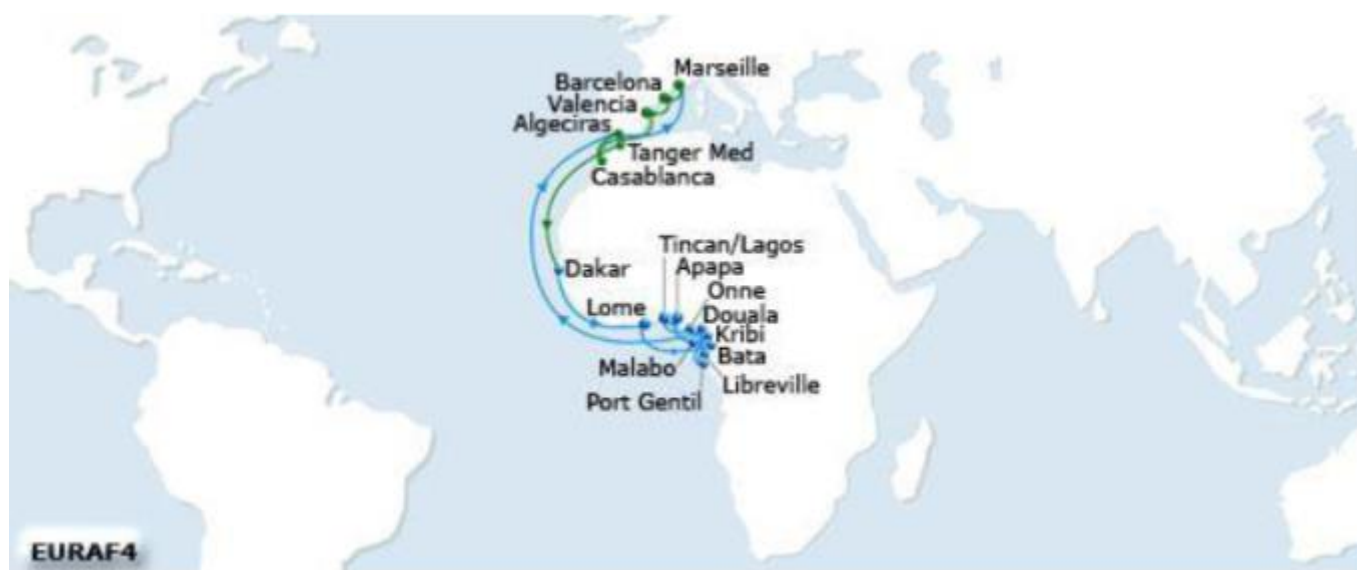 Marseille
Barcelona
Valencia
Algeciras
Tanger Med
Casablanca
Tincan/Lagos
Dakar
Apapa
Onne
Lome
Douala
Kribi
Bata
Malabo
Libreville
Port Gentil
EURAF4